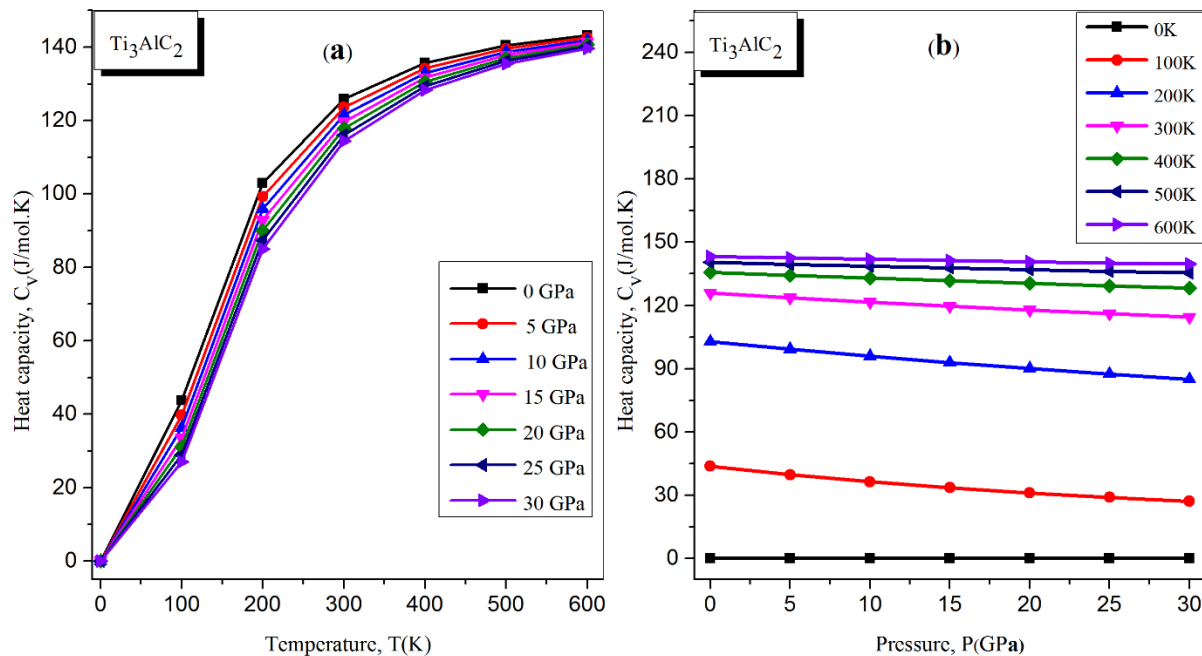 Ti₃AlC₂
(a)
Heat capacity, Cᵥ(J/mol.K)
140
120
100
80
60
40
20
0
0 GPa
5 GPa
10 GPa
15 GPa
20 GPa
25 GPa
30 GPa
0 100 200 300 400 500 600
Temperature, T(K)
Ti₃AlC₂
(b)
Heat capacity, Cᵥ(J/mol.K)
240
210
180
150
120
90
60
30
0
0K
100K
200K
300K
400K
500K
600K
0 5 10 15 20 25 30
Pressure, P(GPa)